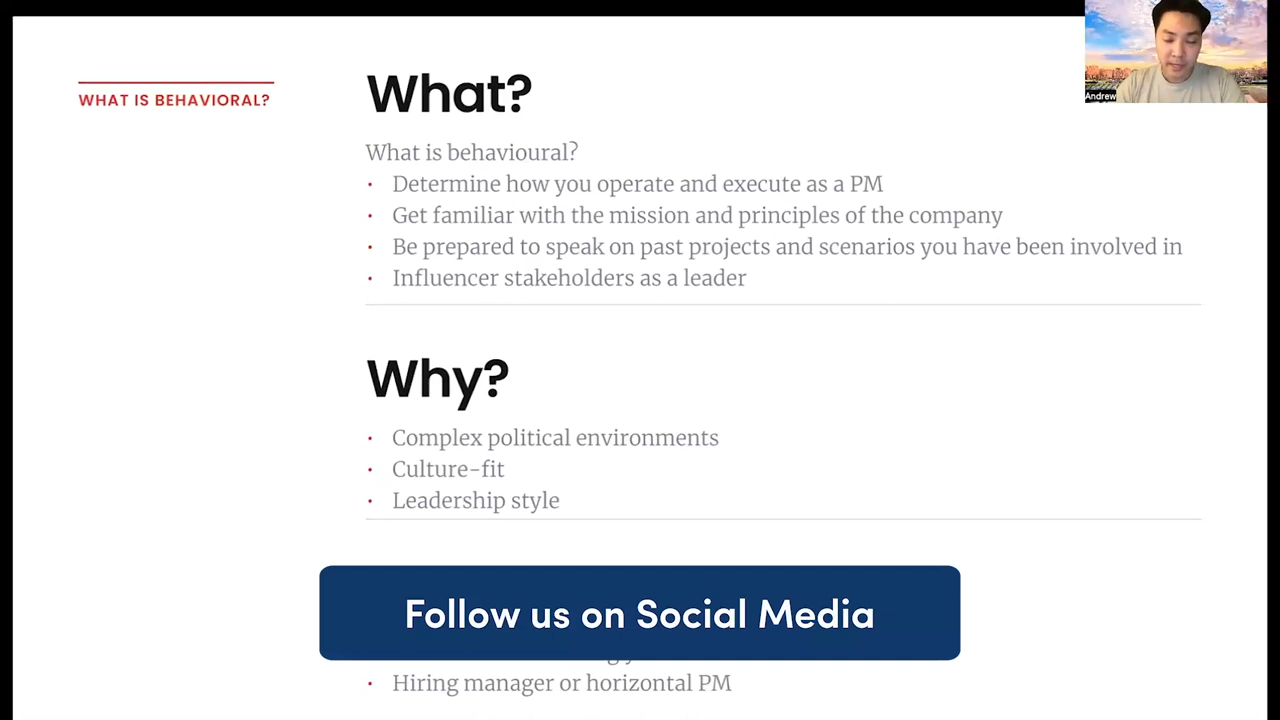 WHAT IS BEHAVIORAL?
What?
What is behavioural?
• Determine how you operate and execute as a PM
• Get familiar with the mission and principles of the company
• Be prepared to speak on past projects and scenarios you have been involved in
• Influencer stakeholders as a leader
Why?
• Complex political environments
• Culture-fit
• Leadership style
Follow us on Social Media
• Hiring manager or horizontal PM
Andrew